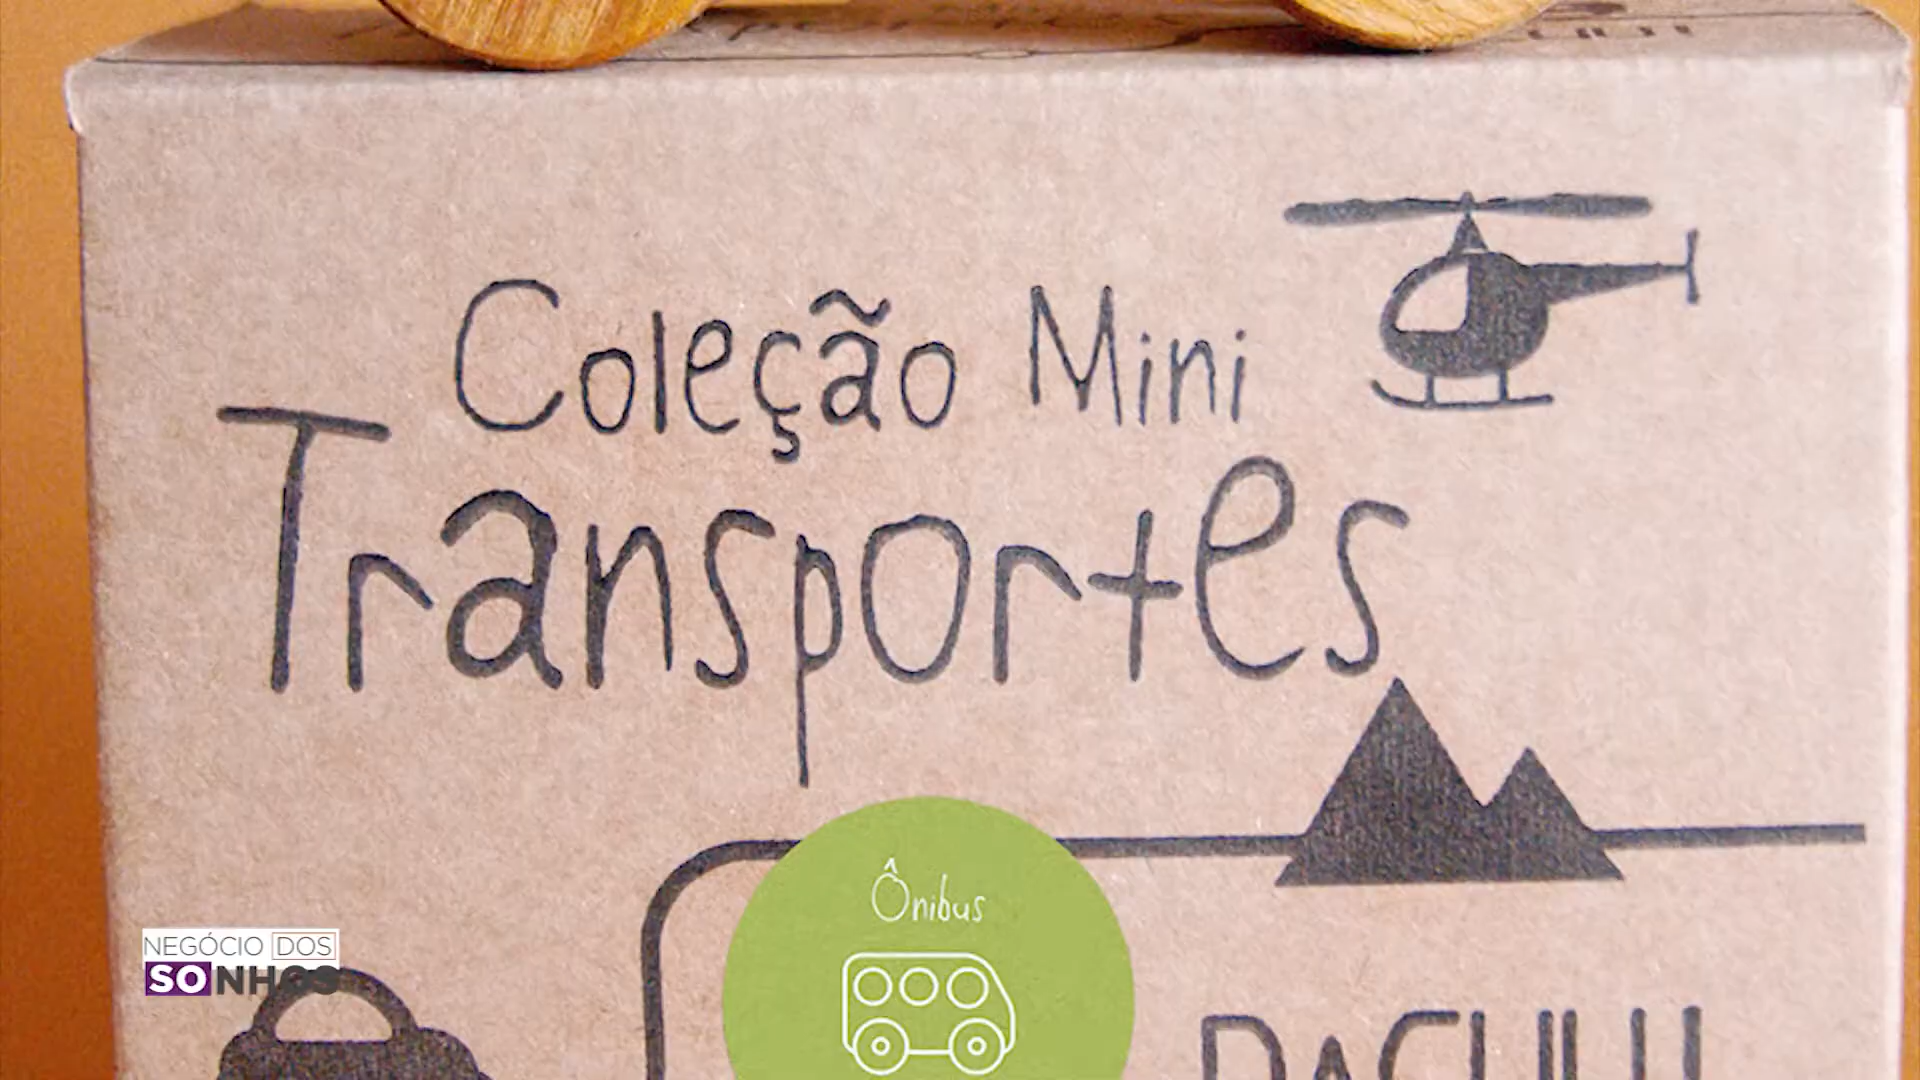 Coleção Mini
Transportes
Ônibus
NEGÓCIO DOS
SONHOS